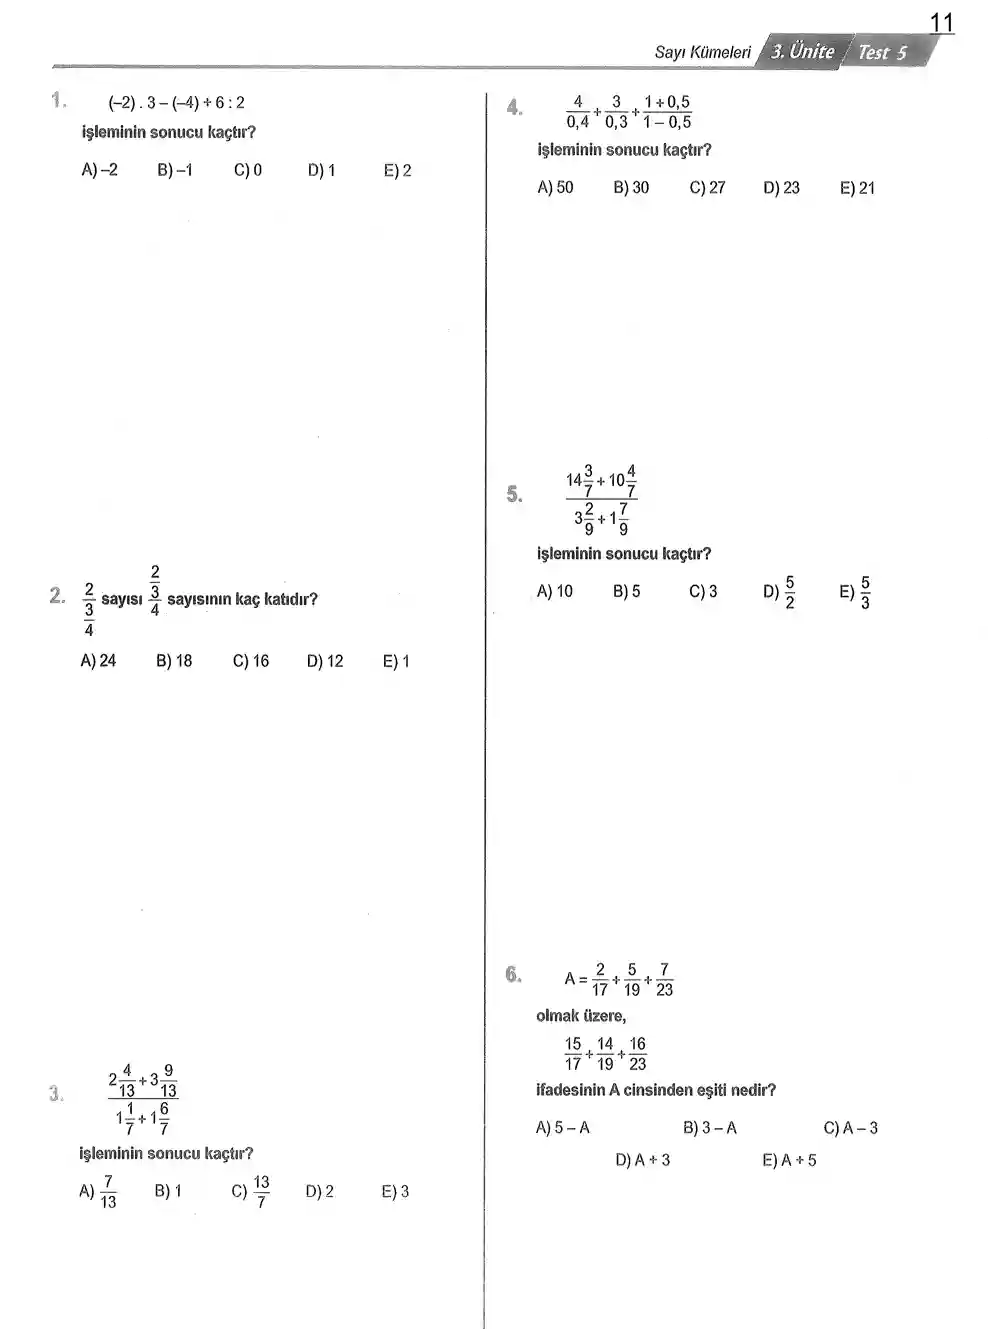 11
Sayı Kümeleri 3. Ünite Test 5
1. (–2) . 3 – (–4) + 6 : 2
işleminin sonucu kaçtır?
A) –2 B) –1 C) 0 D) 1 E) 2
2. 2/(3/4) sayısı (2/3)/4 sayısının kaç katıdır?
A) 24 B) 18 C) 16 D) 12 E) 1
3. (2 4/13 + 3 9/13) / (1 1/7 + 1 6/7)
işleminin sonucu kaçtır?
A) 7/13 B) 1 C) 13/7 D) 2 E) 3
4. 4/0,4 + 3/0,3 + (1 + 0,5)/(1 – 0,5)
işleminin sonucu kaçtır?
A) 50 B) 30 C) 27 D) 23 E) 21
5. (14 3/7 + 10 4/7) / (3 2/9 + 1 7/9)
işleminin sonucu kaçtır?
A) 10 B) 5 C) 3 D) 5/2 E) 5/3
6. A = 2/17 + 5/19 + 7/23
olmak üzere,
15/17 + 14/19 + 16/23
ifadesinin A cinsinden eşiti nedir?
A) 5 – A B) 3 – A C) A – 3
D) A + 3 E) A + 5